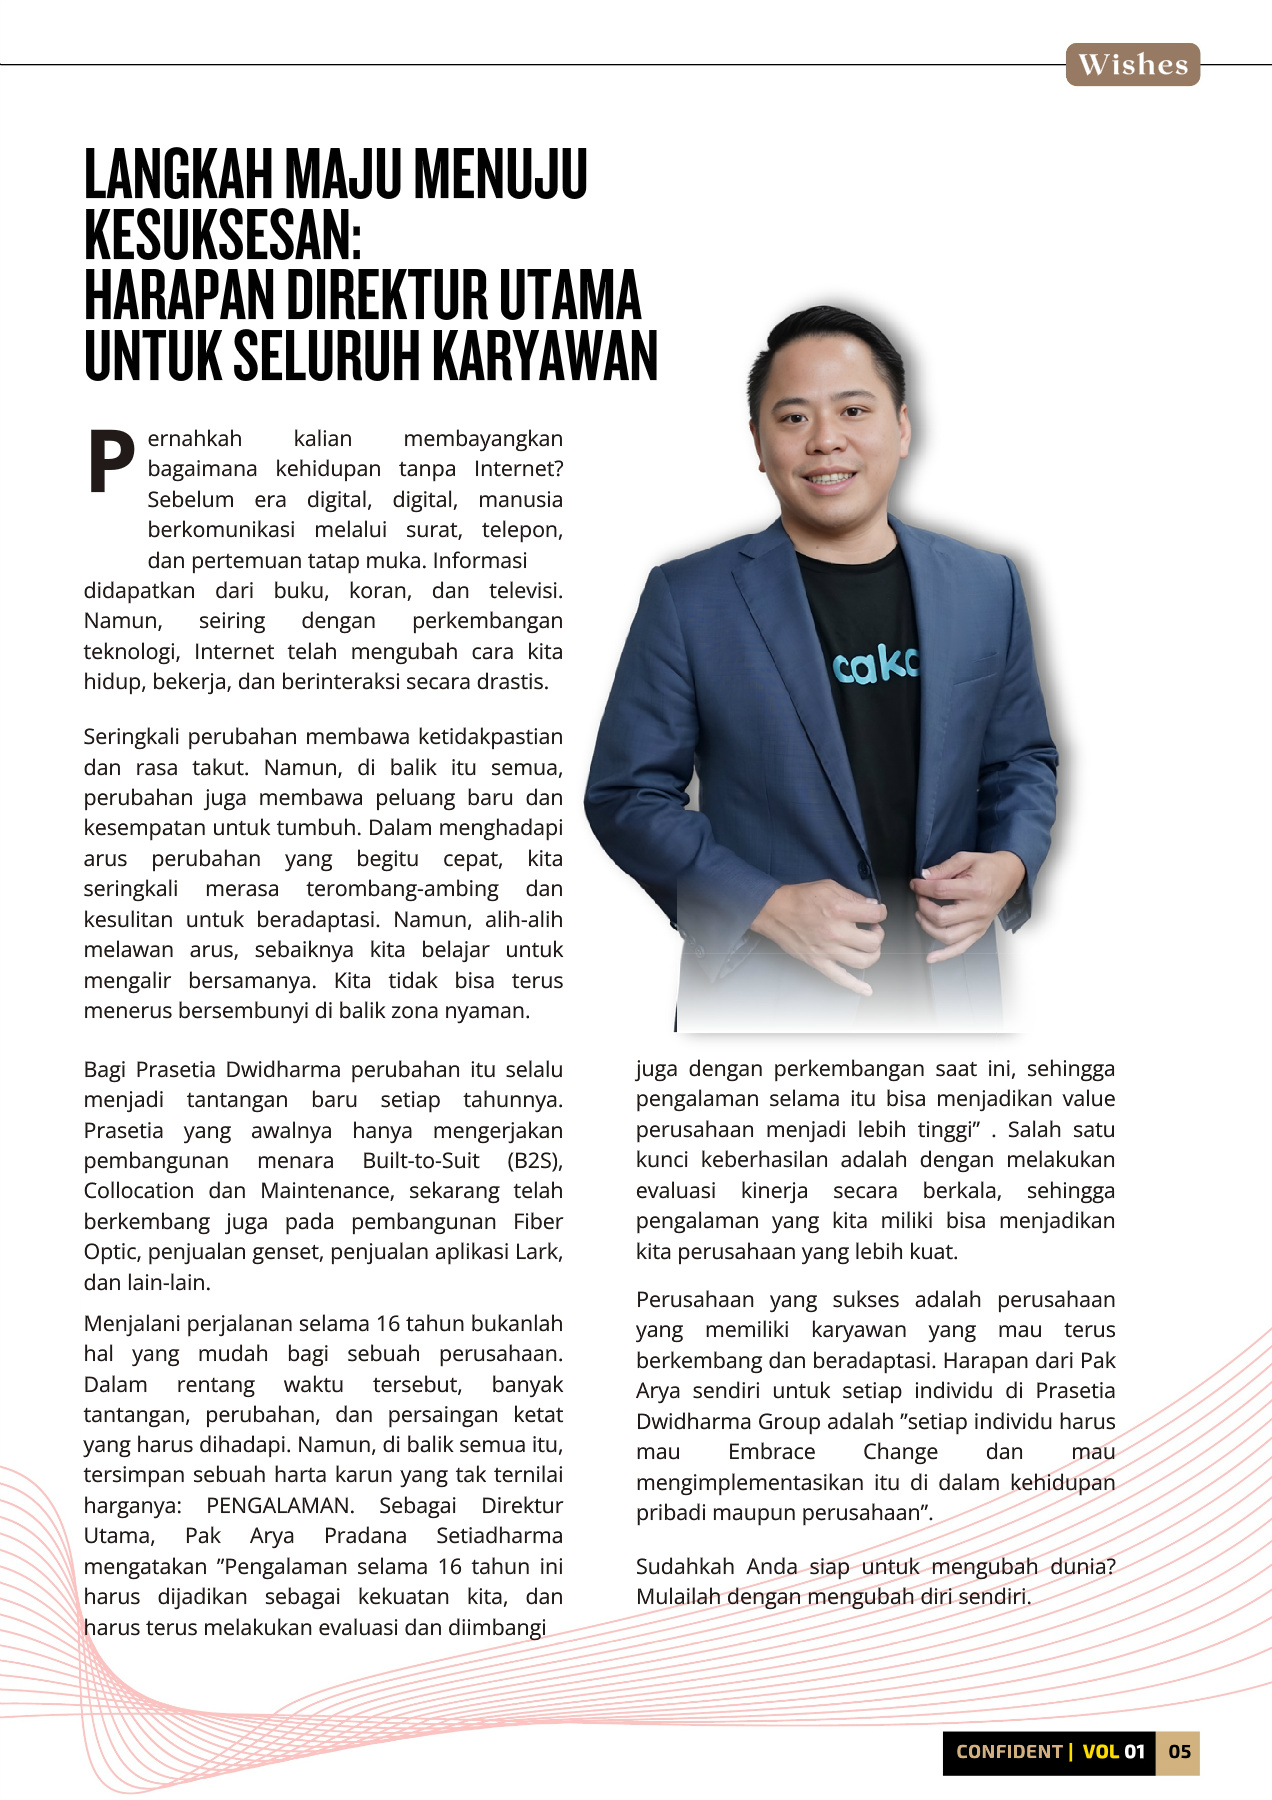 Wishes
LANGKAH MAJU MENUJU
KESUKSESAN:
HARAPAN DIREKTUR UTAMA
UNTUK SELURUH KARYAWAN
Pernahkah kalian membayangkan
bagaimana kehidupan tanpa Internet?
Sebelum era digital, digital, manusia
berkomunikasi melalui surat, telepon,
dan pertemuan tatap muka. Informasi
didapatkan dari buku, koran, dan televisi.
Namun, seiring dengan perkembangan
teknologi, Internet telah mengubah cara kita
hidup, bekerja, dan berinteraksi secara drastis.
Seringkali perubahan membawa ketidakpastian
dan rasa takut. Namun, di balik itu semua,
perubahan juga membawa peluang baru dan
kesempatan untuk tumbuh. Dalam menghadapi
arus perubahan yang begitu cepat, kita
seringkali merasa terombang-ambing dan
kesulitan untuk beradaptasi. Namun, alih-alih
melawan arus, sebaiknya kita belajar untuk
mengalir bersamanya. Kita tidak bisa terus
menerus bersembunyi di balik zona nyaman.
Bagi Prasetia Dwidharma perubahan itu selalu
menjadi tantangan baru setiap tahunnya.
Prasetia yang awalnya hanya mengerjakan
pembangunan menara Built-to-Suit (B2S),
Collocation dan Maintenance, sekarang telah
berkembang juga pada pembangunan Fiber
Optic, penjualan genset, penjualan aplikasi Lark,
dan lain-lain.
Menjalani perjalanan selama 16 tahun bukanlah
hal yang mudah bagi sebuah perusahaan.
Dalam rentang waktu tersebut, banyak
tantangan, perubahan, dan persaingan ketat
yang harus dihadapi. Namun, di balik semua itu,
tersimpan sebuah harta karun yang tak ternilai
harganya: PENGALAMAN. Sebagai Direktur
Utama, Pak Arya Pradana Setiadharma
mengatakan ”Pengalaman selama 16 tahun ini
harus dijadikan sebagai kekuatan kita, dan
harus terus melakukan evaluasi dan diimbangi
cako
juga dengan perkembangan saat ini, sehingga
pengalaman selama itu bisa menjadikan value
perusahaan menjadi lebih tinggi” . Salah satu
kunci keberhasilan adalah dengan melakukan
evaluasi kinerja secara berkala, sehingga
pengalaman yang kita miliki bisa menjadikan
kita perusahaan yang lebih kuat.
Perusahaan yang sukses adalah perusahaan
yang memiliki karyawan yang mau terus
berkembang dan beradaptasi. Harapan dari Pak
Arya sendiri untuk setiap individu di Prasetia
Dwidharma Group adalah ”setiap individu harus
mau Embrace Change dan mau
mengimplementasikan itu di dalam kehidupan
pribadi maupun perusahaan”.
Sudahkah Anda siap untuk mengubah dunia?
Mulailah dengan mengubah diri sendiri.
CONFIDENT | VOL 01 05